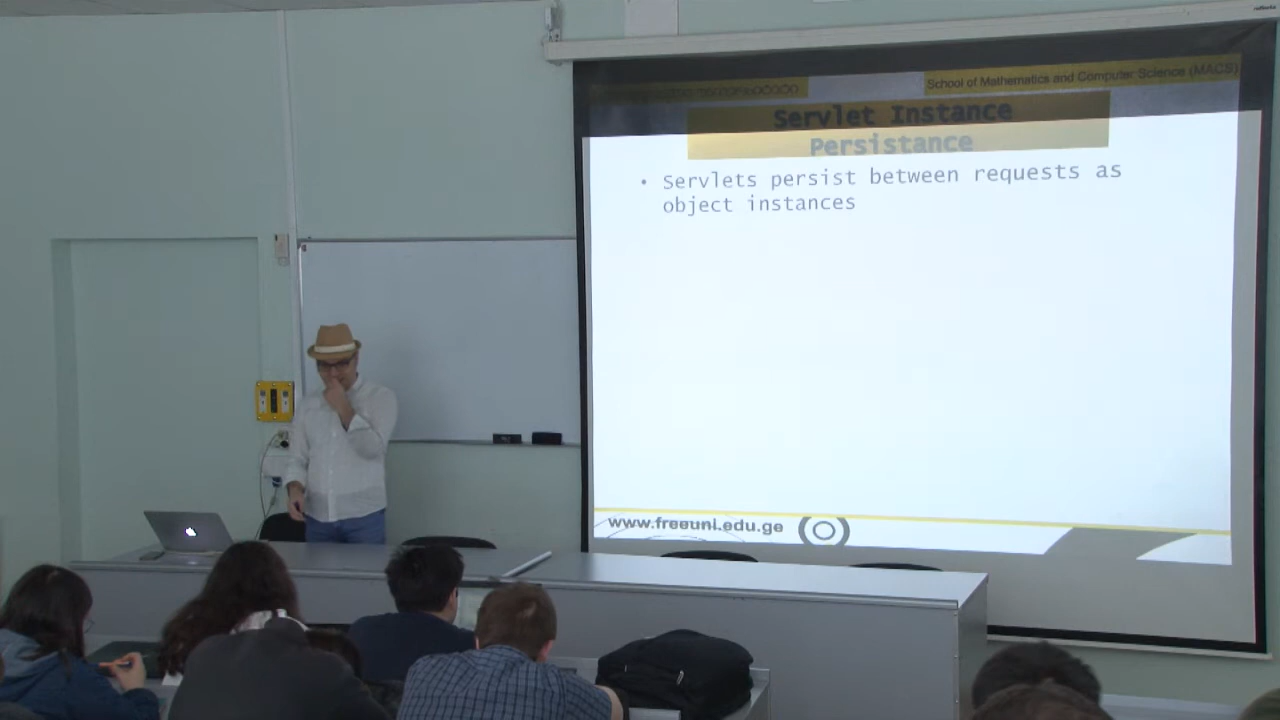 School of Mathematics and Computer Science (MACS)
Servlet Instance
Persistance
• Servlets persist between requests as
object instances
www.freeuni.edu.ge